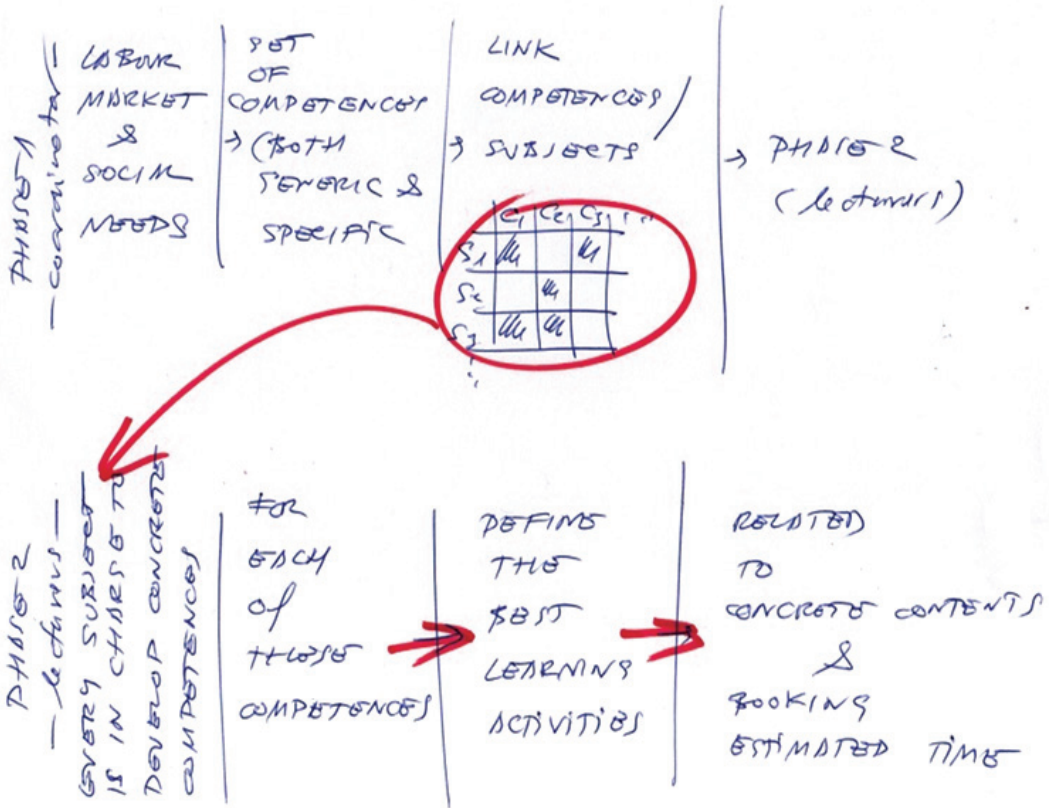 PHASE 1
— coordinator —
LABOUR
MARKET
&
SOCIAL
NEEDS
SET
OF
COMPETENCES
→ (BOTH
GENERIC &
SPECIFIC
LINK
COMPETENCES /
→ SUBJECTS
C1 C2 C3 ...
S1
S2
S3
...
→ PHASE 2
(lecturers)
PHASE 2
— lecturers —
EVERY SUBJECT
IS IN CHARGE TO
DEVELOP CONCRETE
COMPETENCES
FOR
EACH
Of
THOSE
COMPETENCES
DEFINE
THE
BEST
LEARNING
ACTIVITIES
RELATED
TO
CONCRETE CONTENTS
&
BOOKING
ESTIMATED TIME